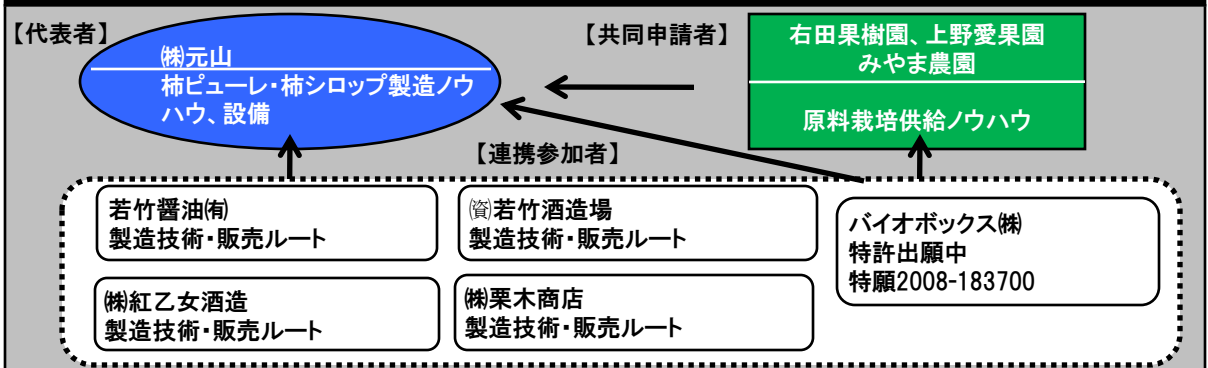 【代表者】
㈱元山
柿ピューレ・柿シロップ製造ノウ
ハウ、設備
【共同申請者】
右田果樹園、上野愛果園
みやま農園
原料栽培供給ノウハウ
【連携参加者】
若竹醤油㈲
製造技術・販売ルート
㈾若竹酒造場
製造技術・販売ルート
バイオボックス㈱
特許出願中
特願2008-183700
㈱紅乙女酒造
製造技術・販売ルート
㈱栗木商店
製造技術・販売ルート